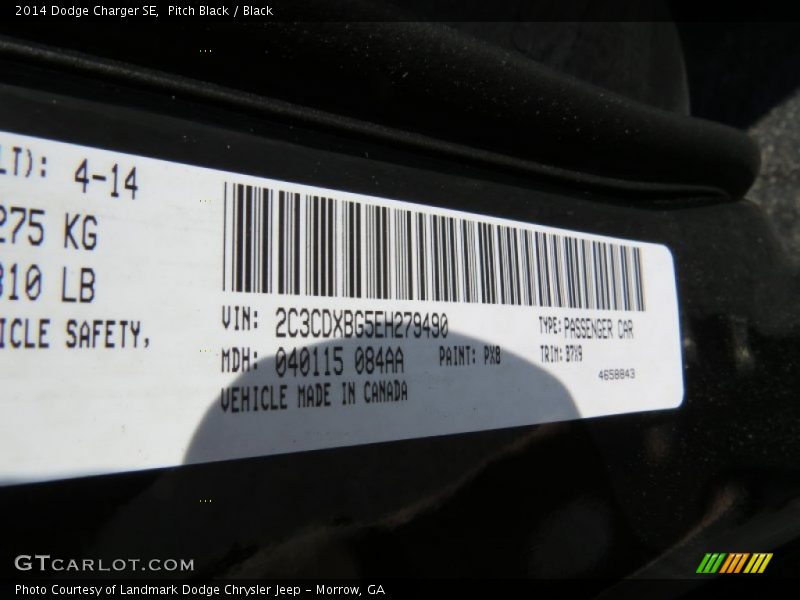 2014 Dodge Charger SE,  Pitch Black / Black
LT): 4-14
275 KG
310 LB
ICLE SAFETY,
VIN: 2C3CDXBG5EH279490
TYPE: PASSENGER CAR
MDH: 040115 084AA
PAINT: PX8
TRIM: B7X9
VEHICLE MADE IN CANADA
4658843
GTCARLOT.COM
Photo Courtesy of Landmark Dodge Chrysler Jeep - Morrow, GA